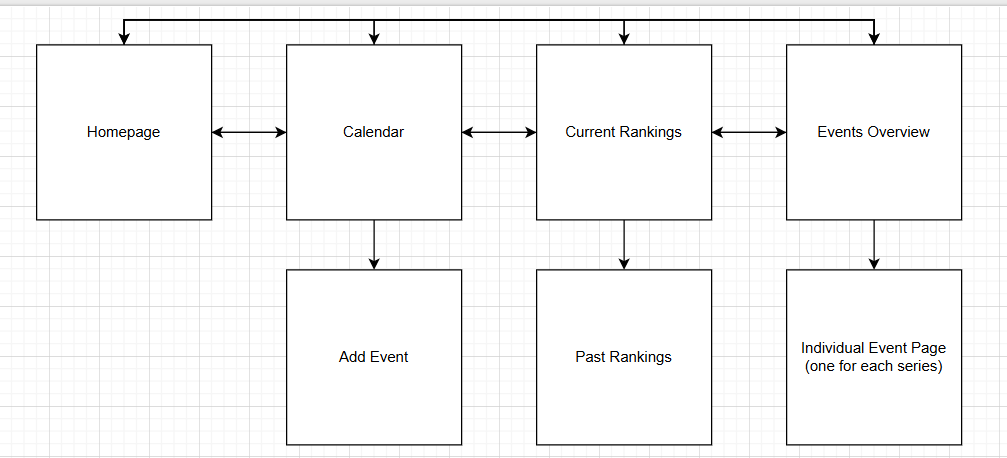 Homepage
Calendar
Current Rankings
Events Overview
Add Event
Past Rankings
Individual Event Page
(one for each series)